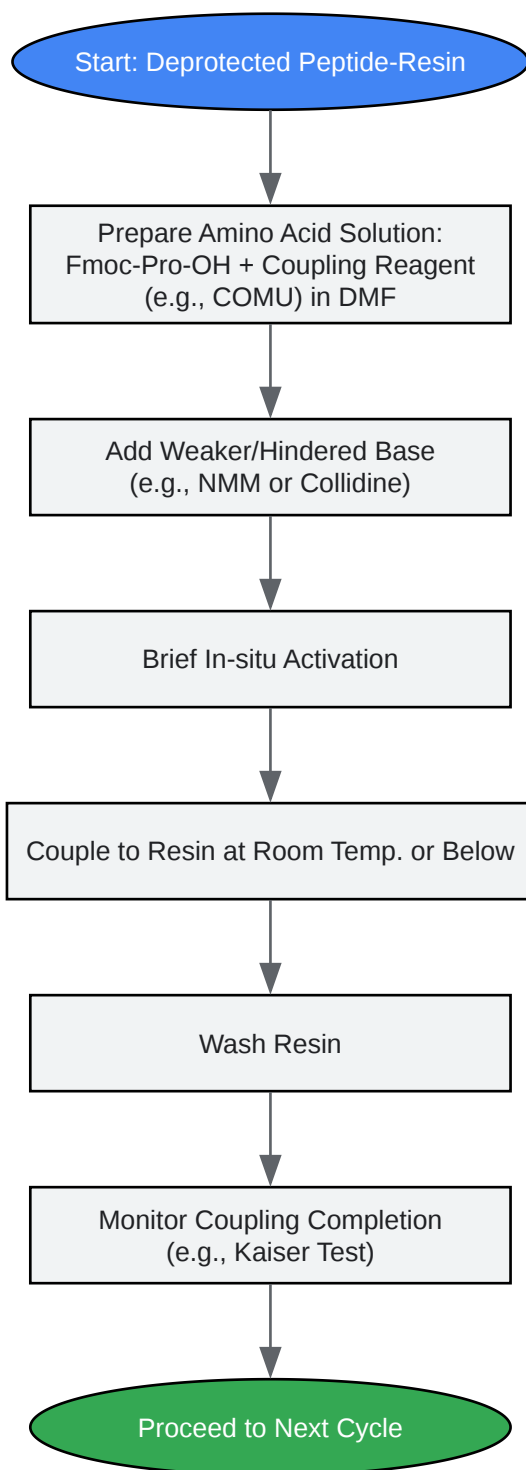 Start: Deprotected Peptide-Resin
Prepare Amino Acid Solution:
Fmoc-Pro-OH + Coupling Reagent
(e.g., COMU) in DMF
Add Weaker/Hindered Base
(e.g., NMM or Collidine)
Brief In-situ Activation
Couple to Resin at Room Temp. or Below
Wash Resin
Monitor Coupling Completion
(e.g., Kaiser Test)
Proceed to Next Cycle